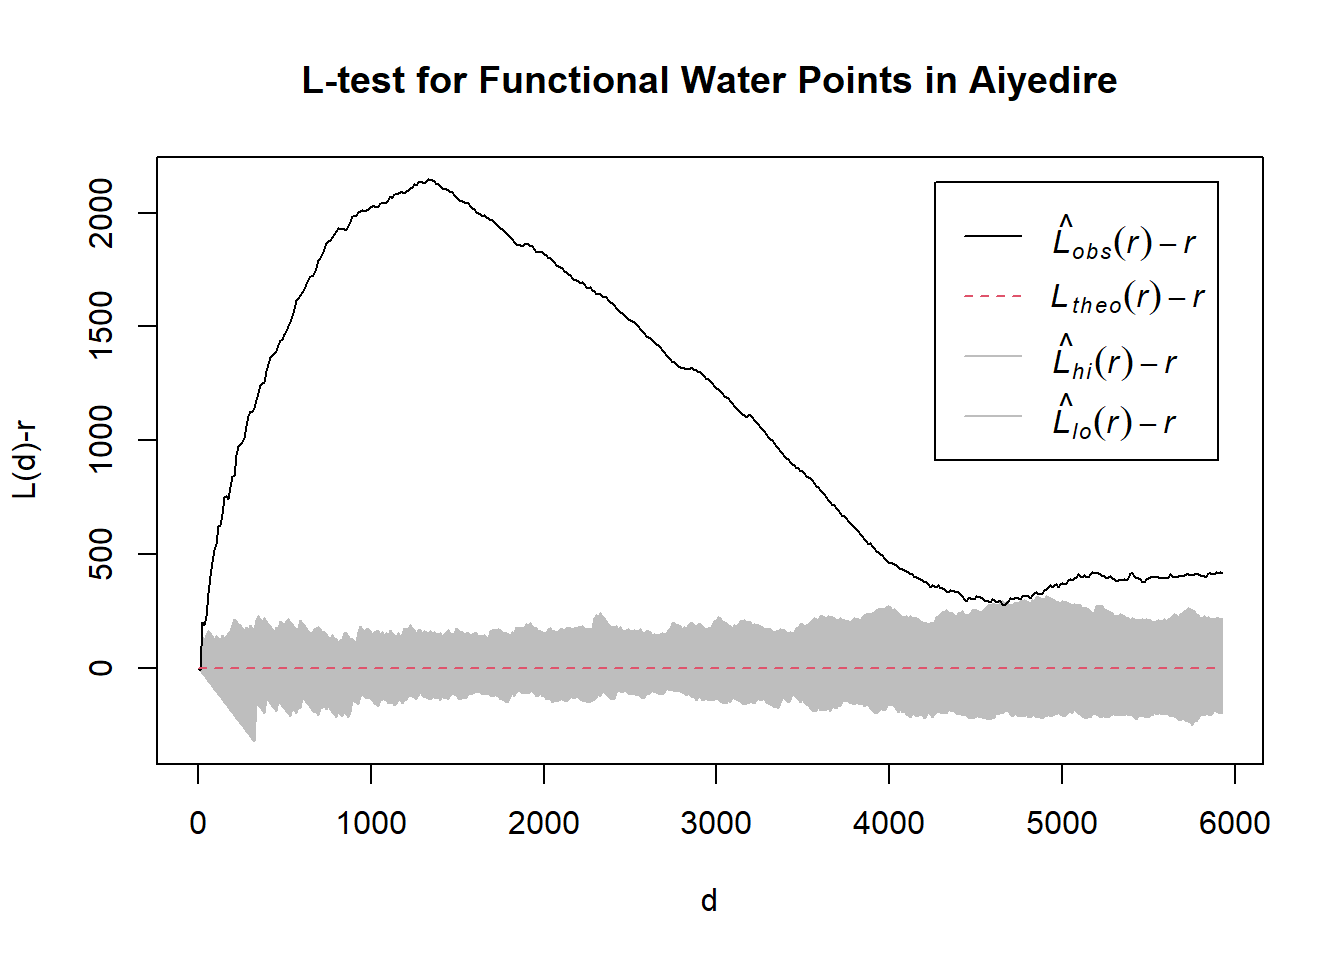 L-test for Functional Water Points in Aiyedire
L(d)-r
2000
1500
1000
500
0
L̂obs(r) − r
Ltheo(r) − r
L̂hi(r) − r
L̂lo(r) − r
0 1000 2000 3000 4000 5000 6000
d